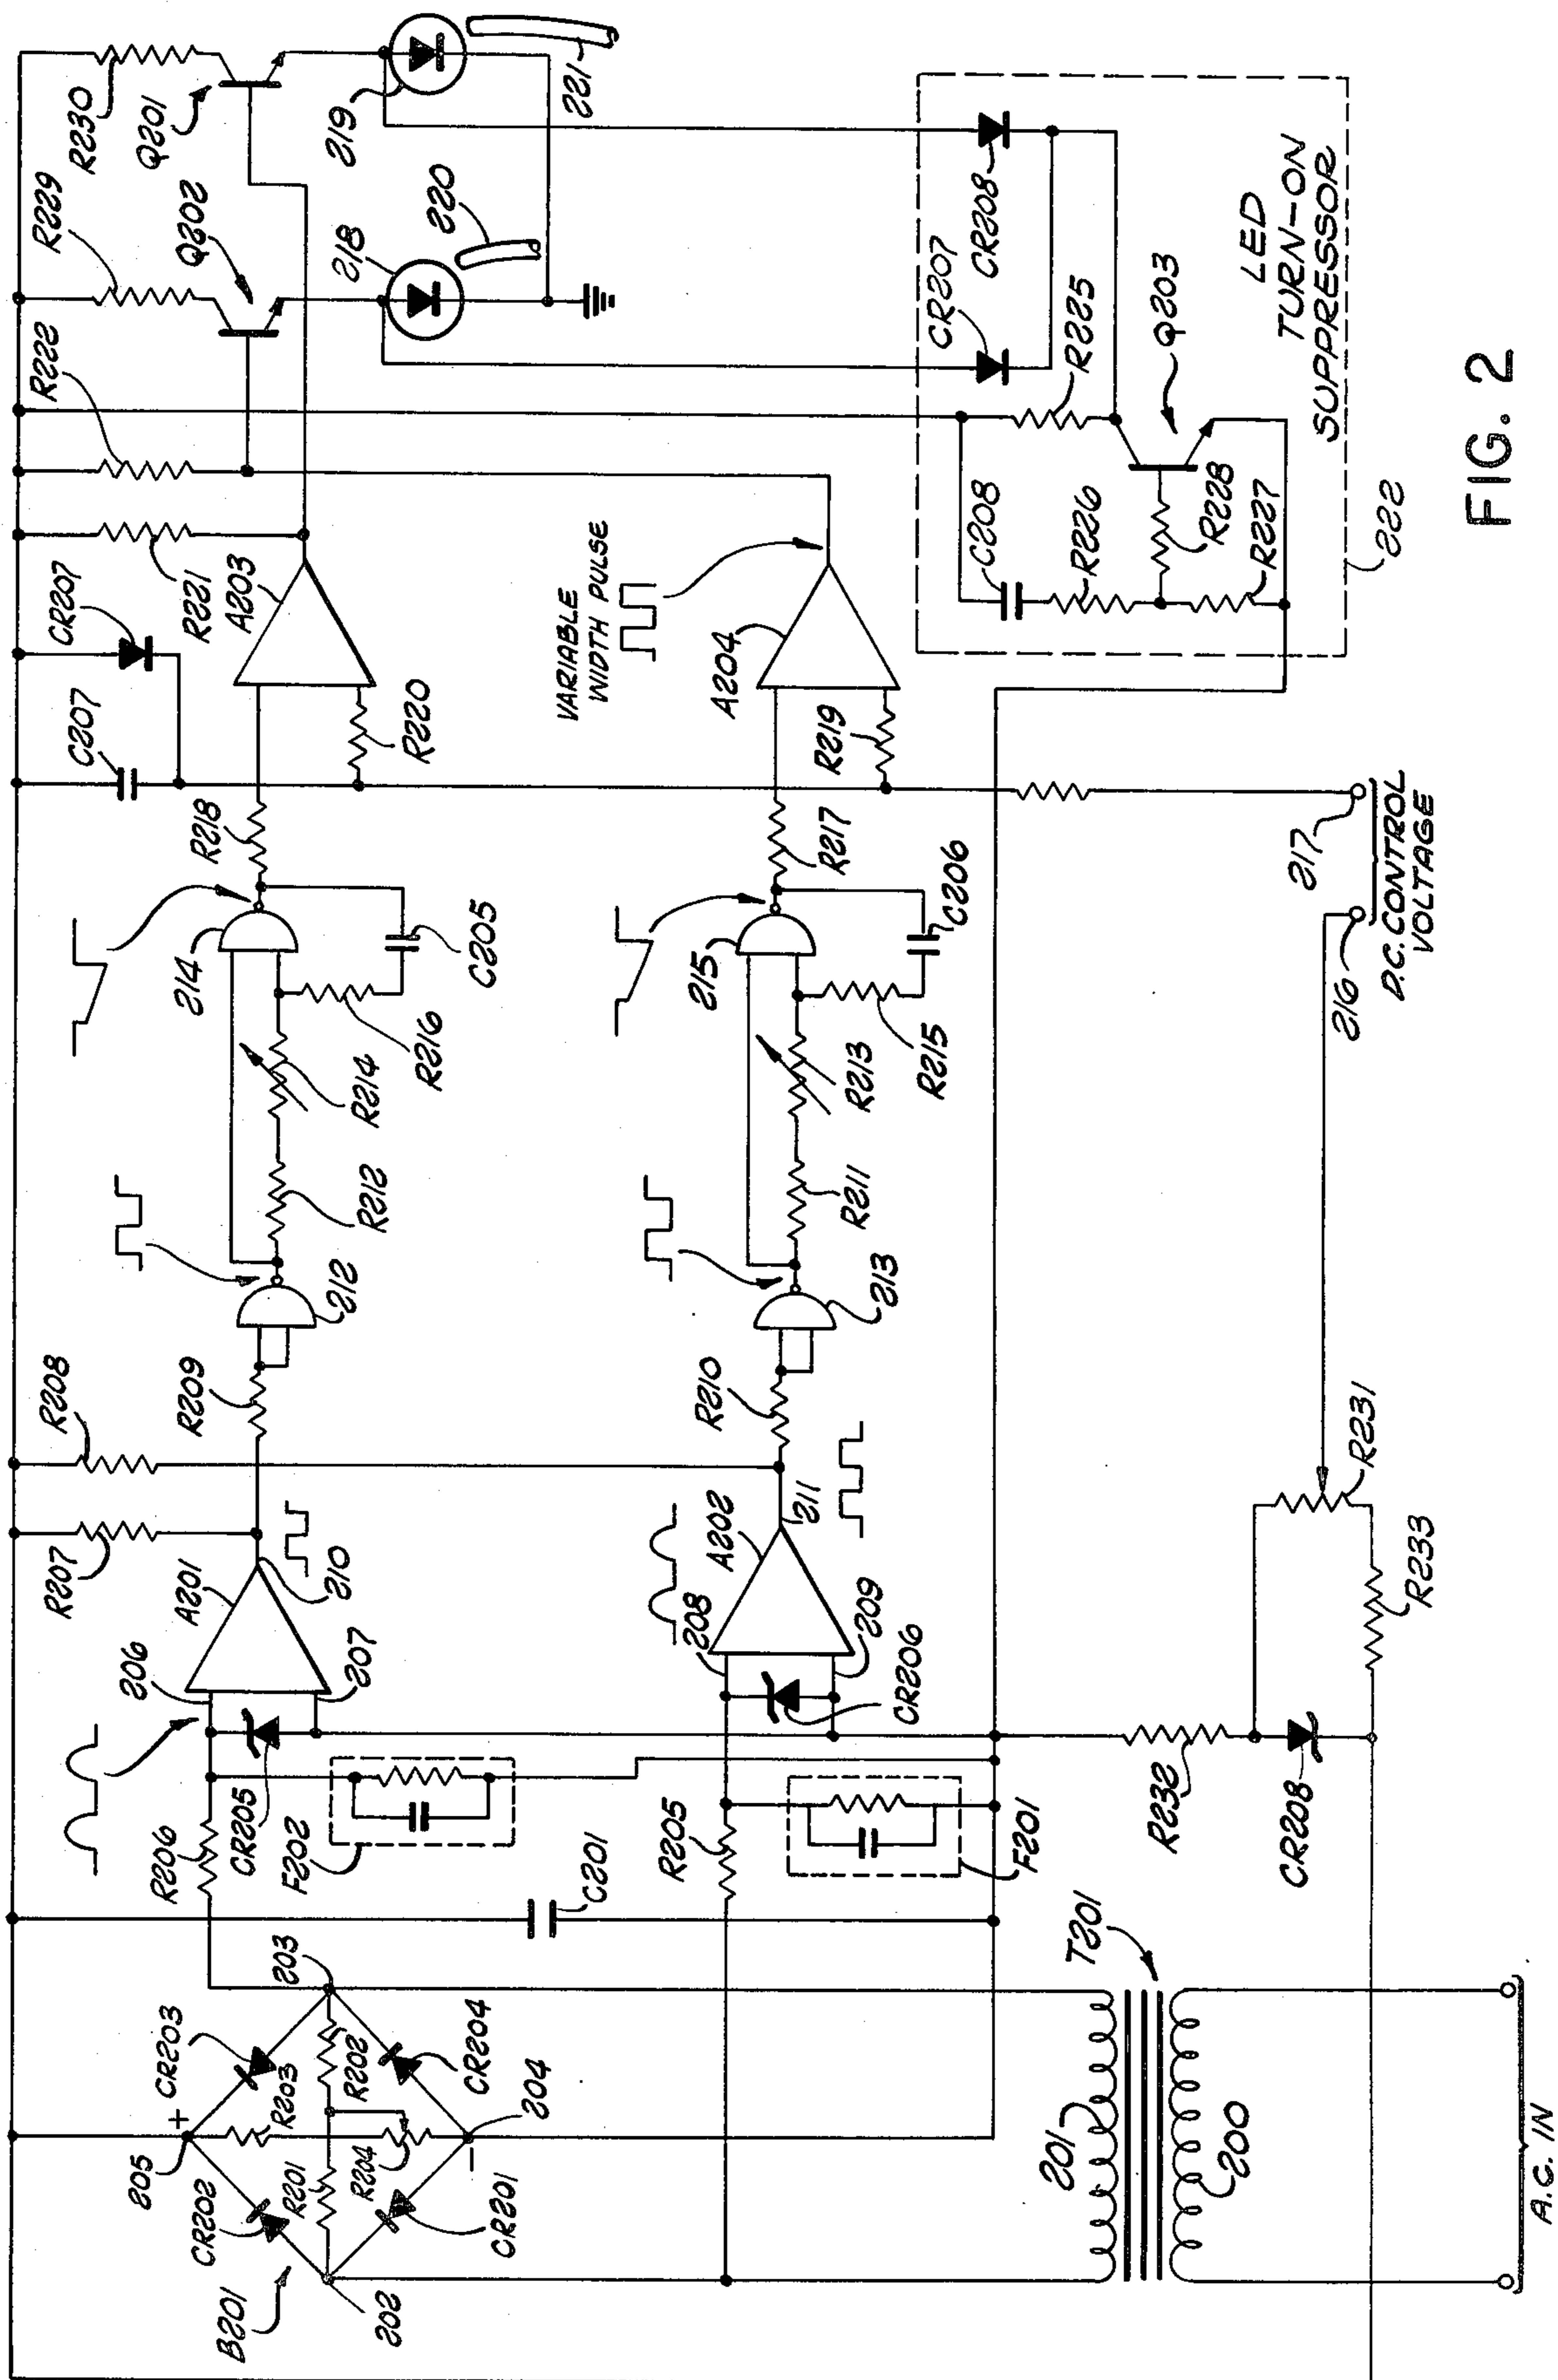 R230
Q201
219
221
R229
Q202
218
220
R222
R221
CR207
C207
A203
R220
R218
214
C205
R216
R214
R212
212
R209
R208
R207
A201
210
206
207
CR205
F202
R206
C201
203
CR203
R203
R202
CR204
+
205
CR202
R201
R204
204
−
CR201
B201
202
VARIABLE
WIDTH PULSE
A204
R219
R217
215
C206
R215
R213
R211
213
R210
211
A202
208
209
CR206
R205
F201
CR207
CR208
R225
Q203
C208
R226
R228
R227
LED
TURN-ON
SUPPRESSOR
222
217
216
D.C. CONTROL
VOLTAGE
R231
R233
R232
CR208
T201
201
200
A.C. IN
FIG. 2